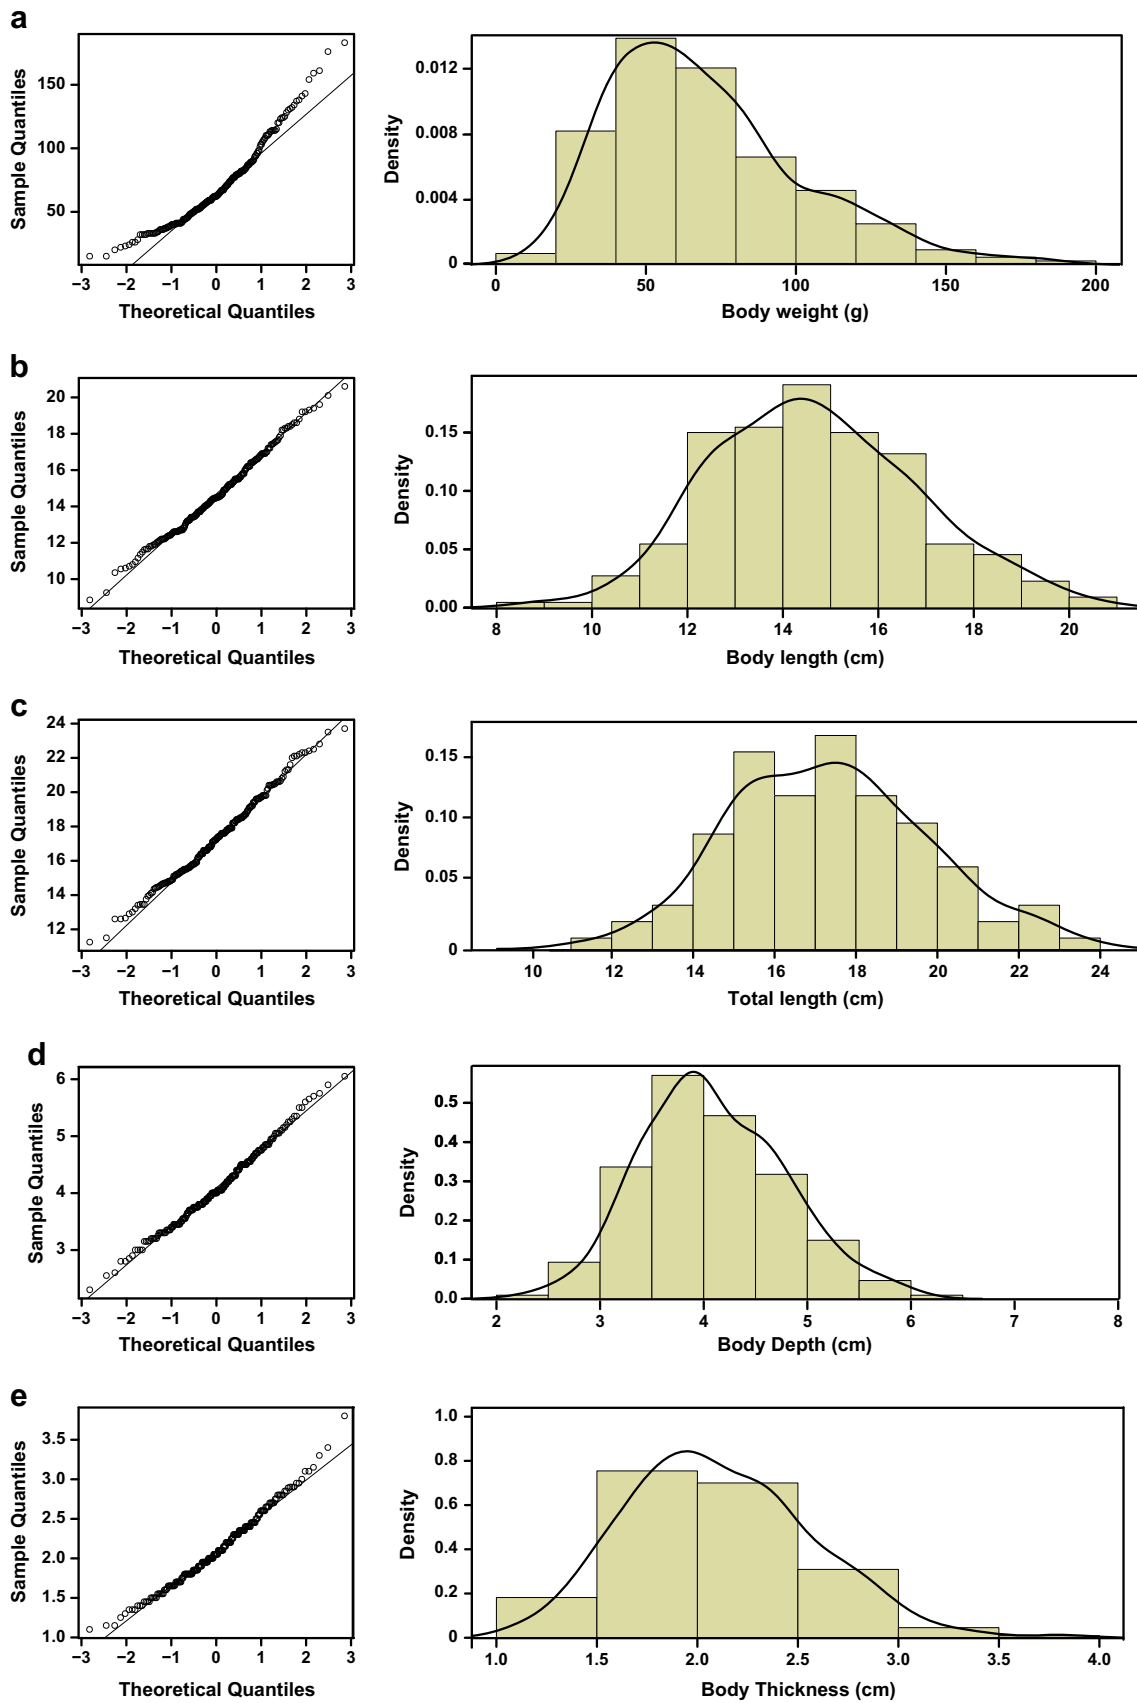 a
Sample Quantiles
150
100
50
−3 −2 −1 0 1 2 3
Theoretical Quantiles
Density
0.012
0.008
0.004
0
0 50 100 150 200
Body weight (g)
b
Sample Quantiles
20
18
16
14
12
10
−3 −2 −1 0 1 2 3
Theoretical Quantiles
Density
0.15
0.10
0.05
0.00
8 10 12 14 16 18 20
Body length (cm)
c
Sample Quantiles
24
22
20
18
16
14
12
−3 −2 −1 0 1 2 3
Theoretical Quantiles
Density
0.15
0.10
0.05
0
10 12 14 16 18 20 22 24
Total length (cm)
d
Sample Quantiles
6
5
4
3
−3 −2 −1 0 1 2 3
Theoretical Quantiles
Density
0.5
0.4
0.3
0.2
0.1
0.0
2 3 4 5 6 7 8
Body Depth (cm)
e
Sample Quantiles
3.5
3.0
2.5
2.0
1.5
1.0
−3 −2 −1 0 1 2 3
Theoretical Quantiles
Density
1.0
0.8
0.6
0.4
0.2
0
1.0 1.5 2.0 2.5 3.0 3.5 4.0
Body Thickness (cm)